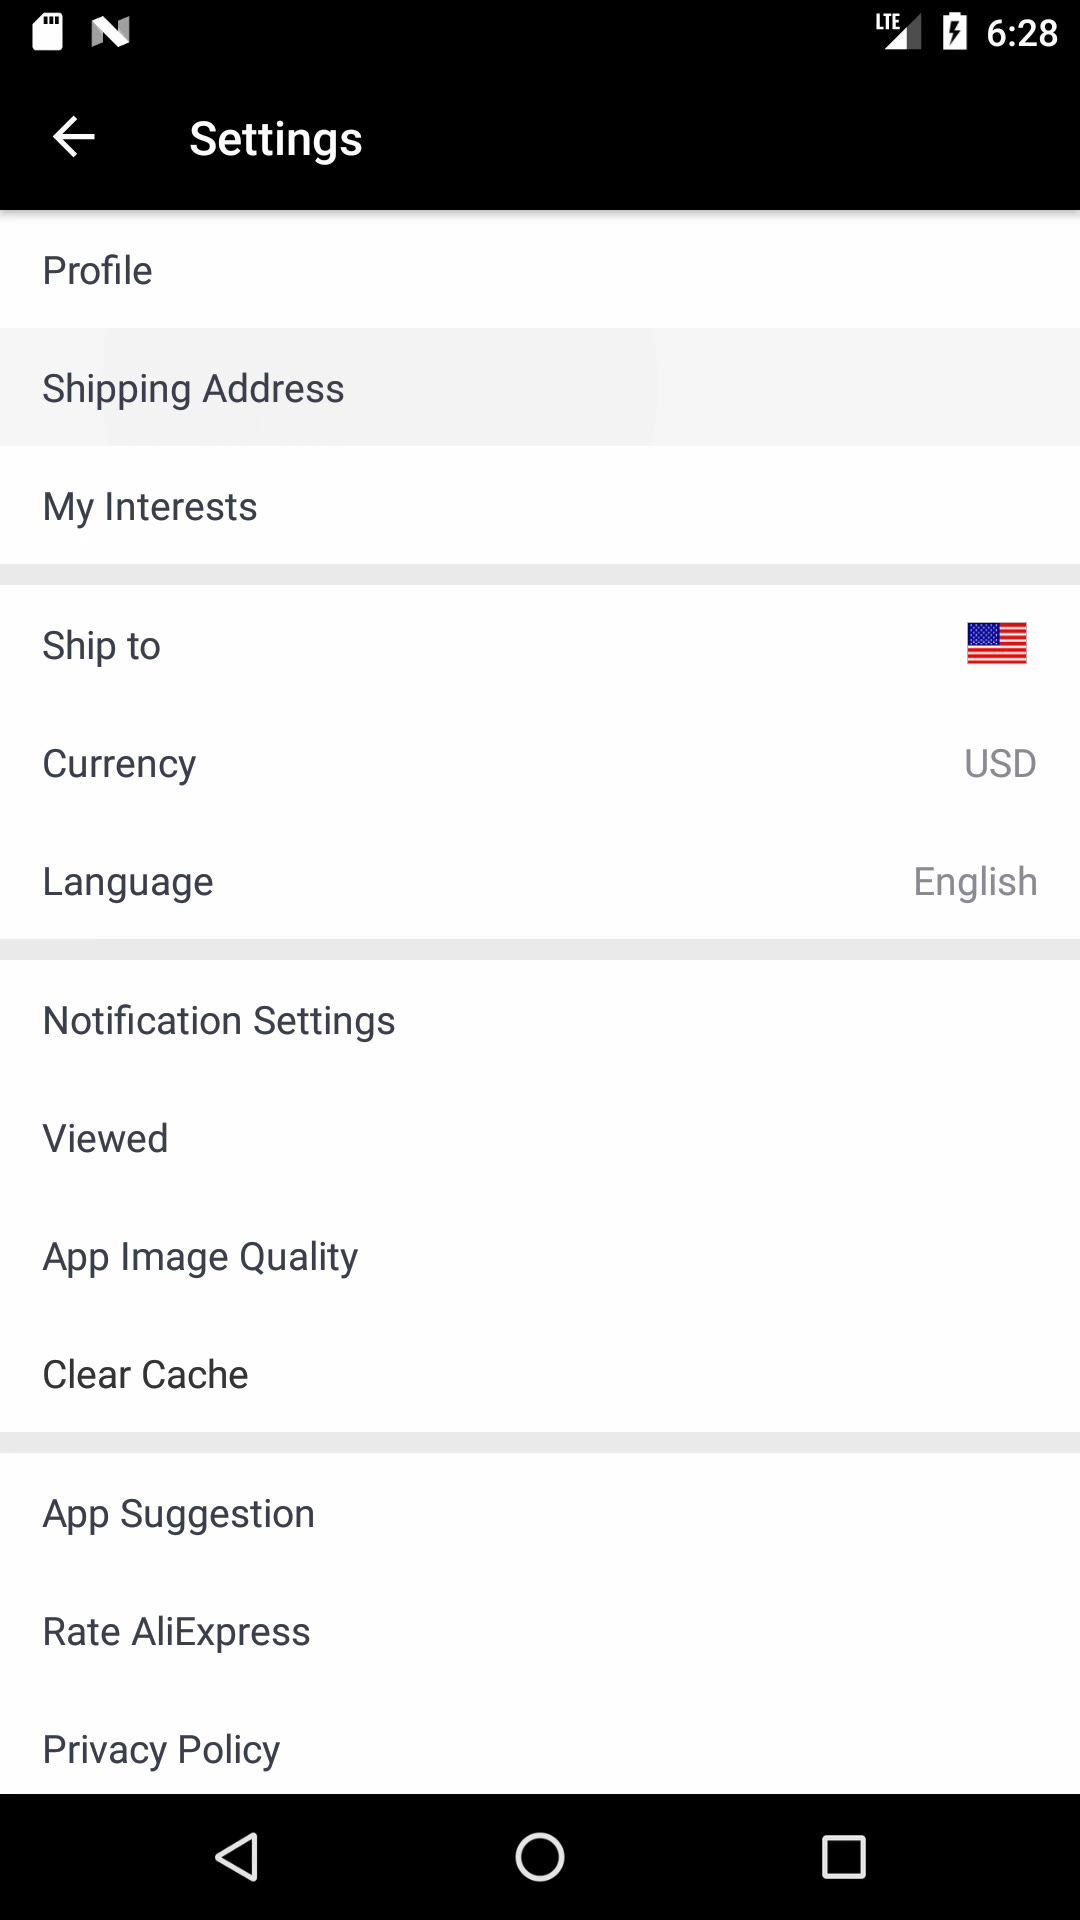 LTE 6:28
Settings
Profile
Shipping Address
My Interests
Ship to
Currency USD
Language English
Notification Settings
Viewed
App Image Quality
Clear Cache
App Suggestion
Rate AliExpress
Privacy Policy